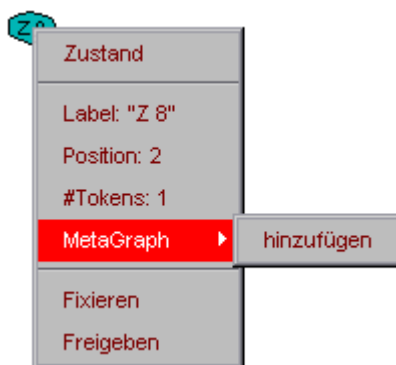 Zustand
Label: "Z 8"
Position: 2
#Tokens: 1
MetaGraph hinzufügen
Fixieren
Freigeben